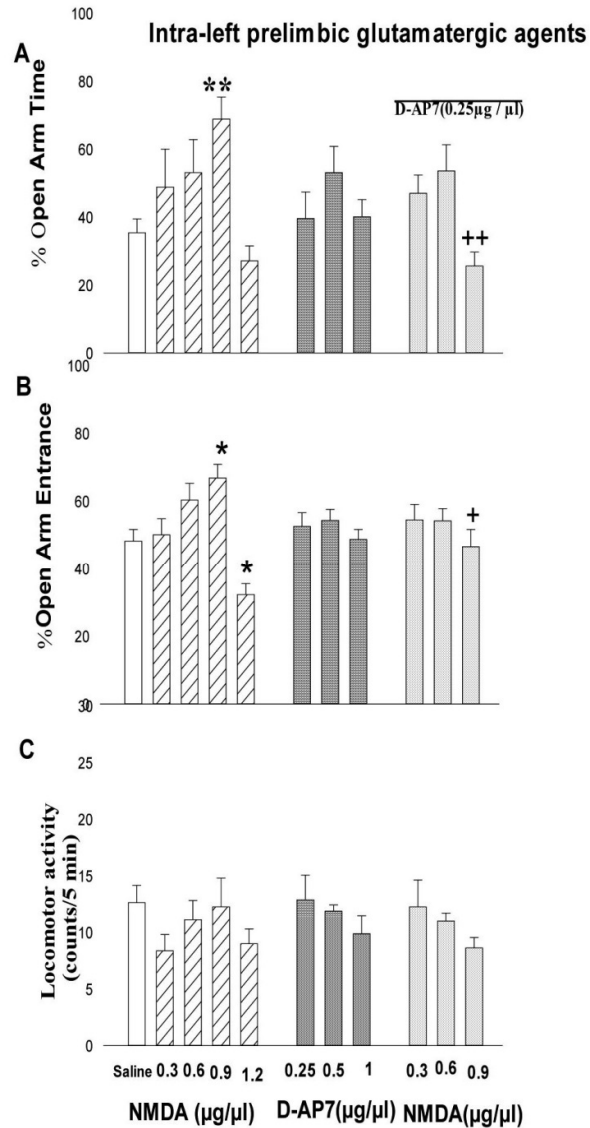 Intra-left prelimbic glutamatergic agents
A
% Open Arm Time
100
80
60
40
20
0
**
D-AP7(0.25µg / µl)
++
B
%Open Arm Entrance
100
80
60
40
20
0
*
*
+
C
Locomotor activity
(counts/5 min)
30
25
20
15
10
5
0
Saline 0.3 0.6 0.9 1.2 0.25 0.5 1 0.3 0.6 0.9
NMDA (µg/µl) D-AP7(µg/µl) NMDA(µg/µl)